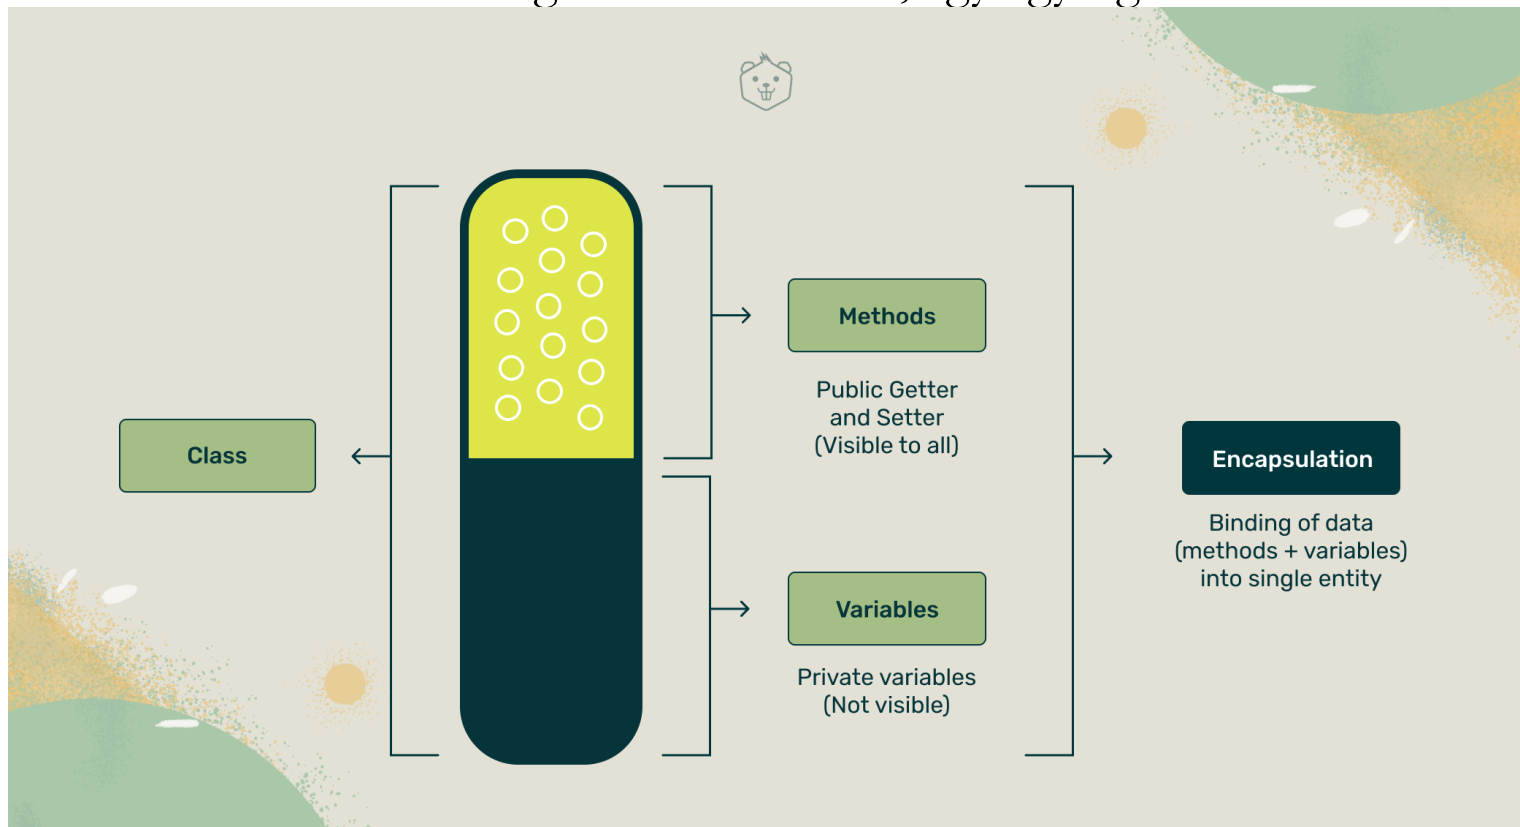 Class
Methods
Public Getter
and Setter
(Visible to all)
Variables
Private variables
(Not visible)
Encapsulation
Binding of data
(methods + variables)
into single entity